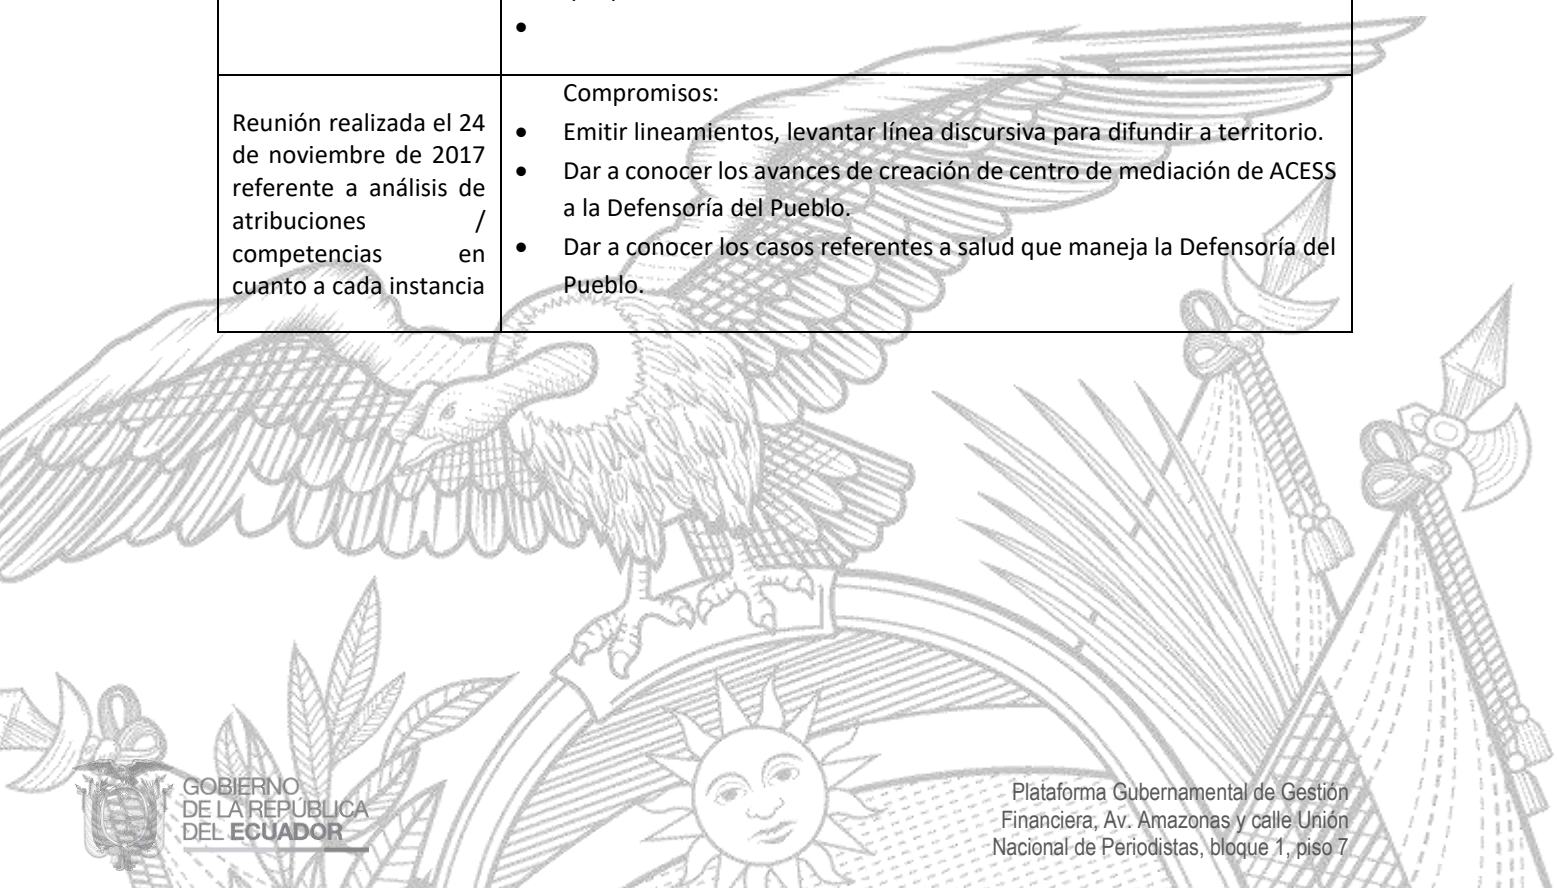 •
Reunión realizada el 24
de noviembre de 2017
referente a análisis de
atribuciones /
competencias en
cuanto a cada instancia
Compromisos:
• Emitir lineamientos, levantar línea discursiva para difundir a territorio.
• Dar a conocer los avances de creación de centro de mediación de ACESS
a la Defensoría del Pueblo.
• Dar a conocer los casos referentes a salud que maneja la Defensoría del
Pueblo.
GOBIERNO
DE LA REPÚBLICA
DEL ECUADOR
Plataforma Gubernamental de Gestión
Financiera, Av. Amazonas y calle Unión
Nacional de Periodistas, bloque 1, piso 7